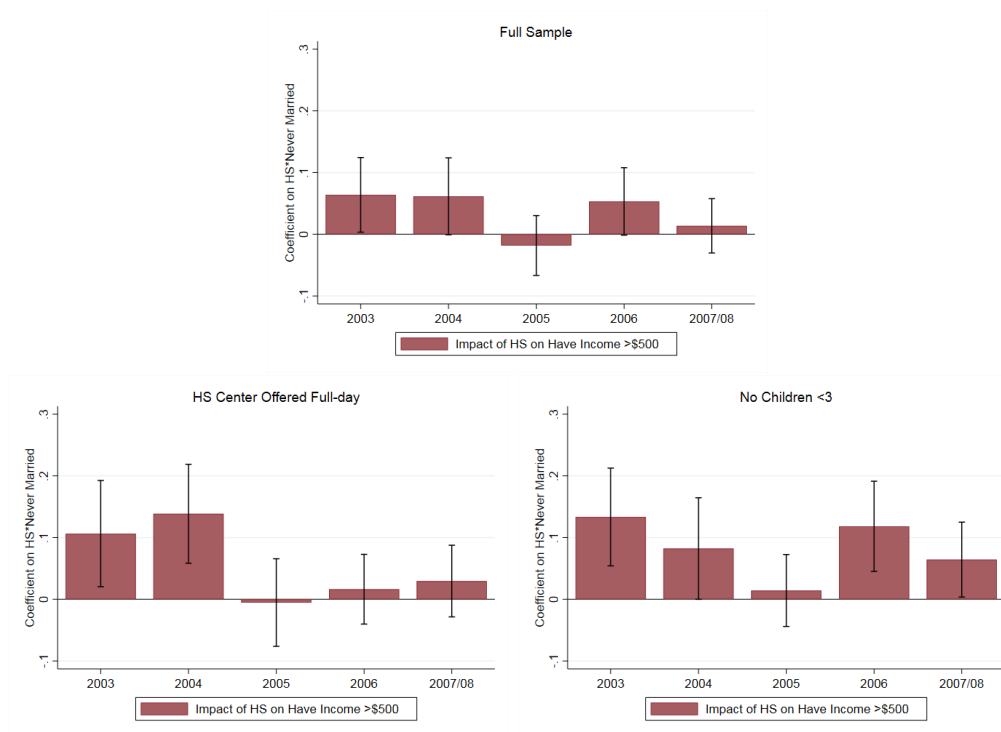 Full Sample
Coefficient on HS*Never Married
.3
.2
.1
0
-.1
2003 2004 2005 2006 2007/08
Impact of HS on Have Income >$500
HS Center Offered Full-day
Coefficient on HS*Never Married
.3
.2
.1
0
-.1
2003 2004 2005 2006 2007/08
Impact of HS on Have Income >$500
No Children <3
Coefficient on HS*Never Married
.3
.2
.1
0
-.1
2003 2004 2005 2006 2007/08
Impact of HS on Have Income >$500